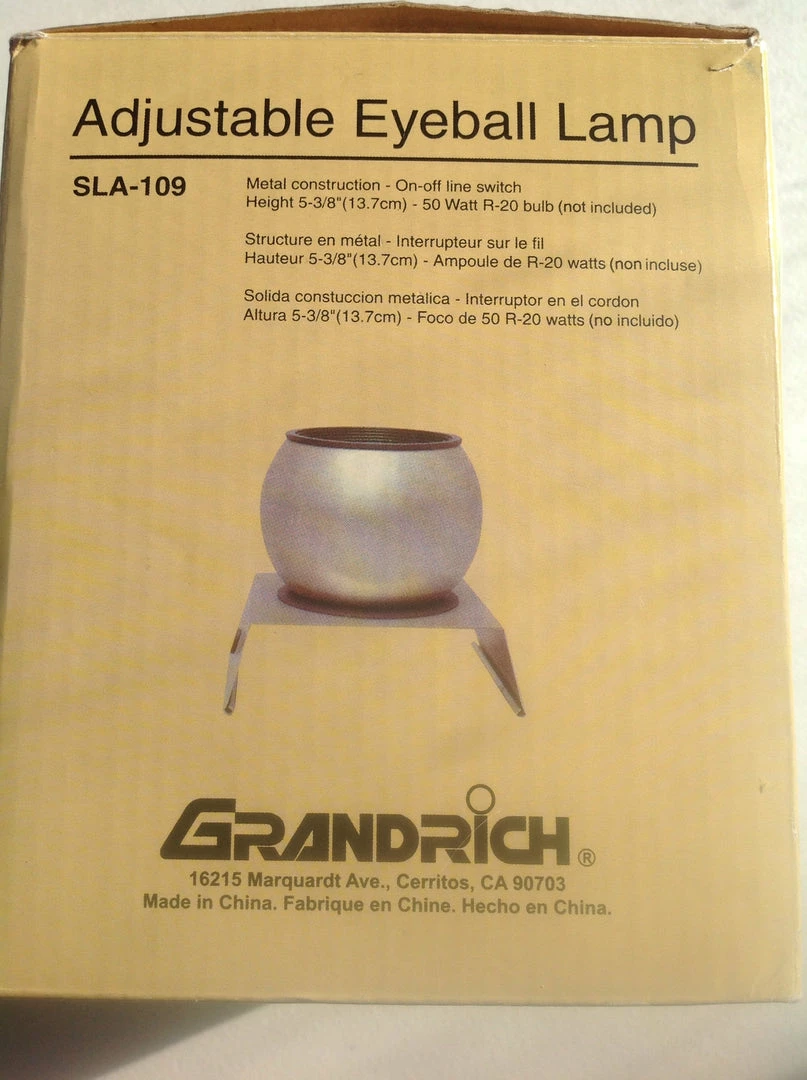 Adjustable Eyeball Lamp
SLA-109
Metal construction - On-off line switch
Height 5-3/8"(13.7cm) - 50 Watt R-20 bulb (not included)
Structure en métal - Interrupteur sur le fil
Hauteur 5-3/8"(13.7cm) - Ampoule de R-20 watts (non incluse)
Solida constuccion metálica - Interruptor en el cordon
Altura 5-3/8"(13.7cm) - Foco de 50 R-20 watts (no incluido)
GRANDRICH ®
16215 Marquardt Ave., Cerritos, CA 90703
Made in China. Fabrique en Chine. Hecho en China.